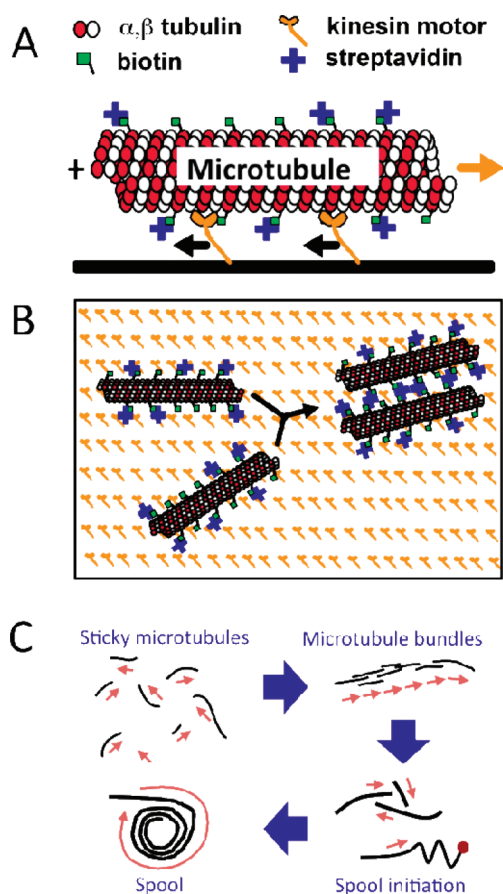 A
α,β tubulin
kinesin motor
biotin
streptavidin
+
Microtubule
B
C
Sticky microtubules
Microtubule bundles
Spool
Spool initiation